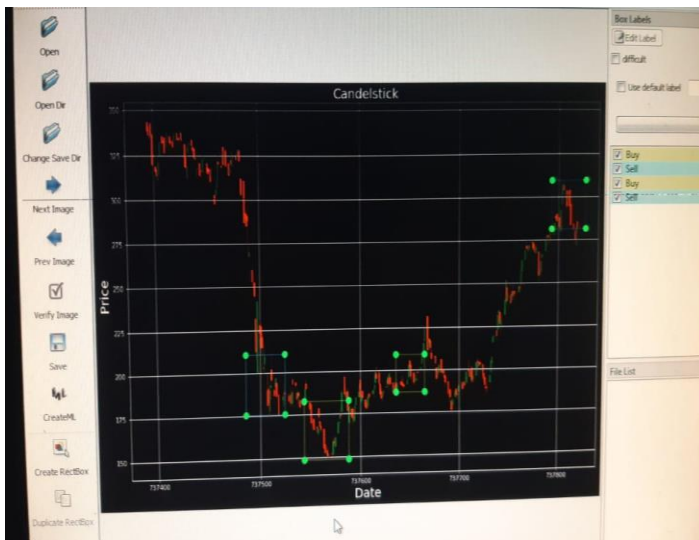 Open
Open Dir
Change Save Dir
Next Image
Prev Image
Verify Image
Save
CreateML
Create RectBox
Duplicate RectBox
Candelstick
Price
325
300
275
250
225
200
175
150
737400
737500
737600
737700
737800
Date
Box Labels
Edit Label
difficult
Use default label
Buy
Sell
Buy
Sell
File List